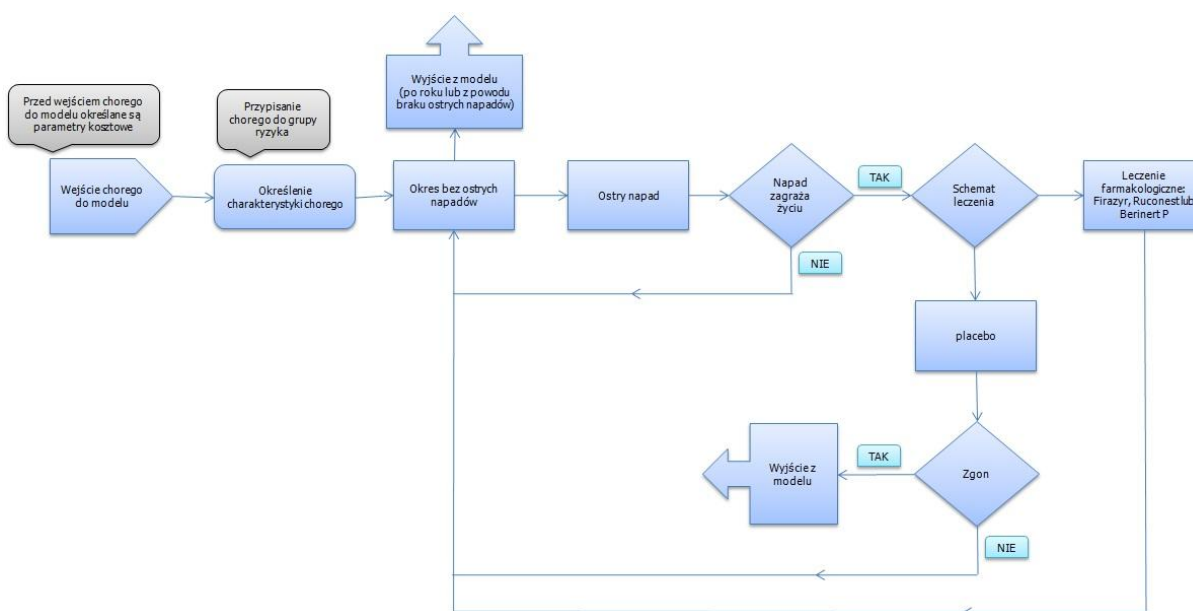 Wyjście z modelu
(po roku lub z powodu
braku ostrych napadów)
Przed wejściem chorego
do modelu określane są
parametry kosztowe
Przypisanie
chorego do grupy
ryzyka
Wejście chorego
do modelu
Określenie
charakterystyki chorego
Okres bez ostrych
napadów
Ostry napad
Napad
zagraża
życiu
TAK
Schemat
leczenia
Leczenie
farmakologiczne:
Firazyr, Ruconest lub
Berinert P
NIE
placebo
Zgon
TAK
Wyjście z
modelu
NIE